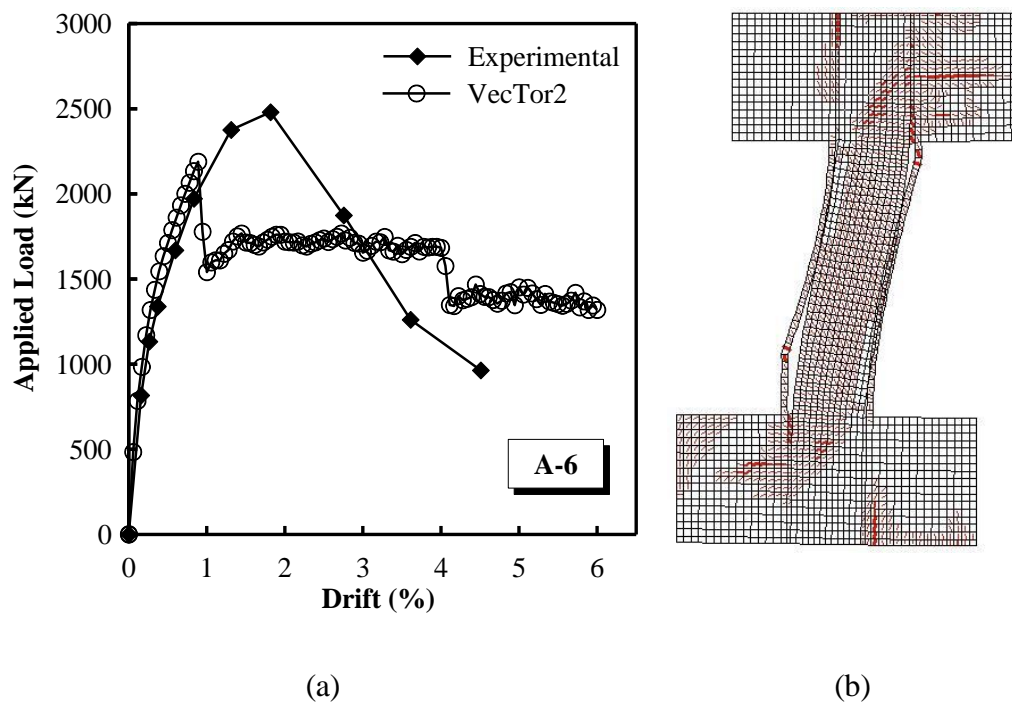 3000
2500
2000
1500
1000
500
0
Applied Load (kN)
Experimental
VecTor2
A-6
0 1 2 3 4 5 6
Drift (%)
(a)
(b)